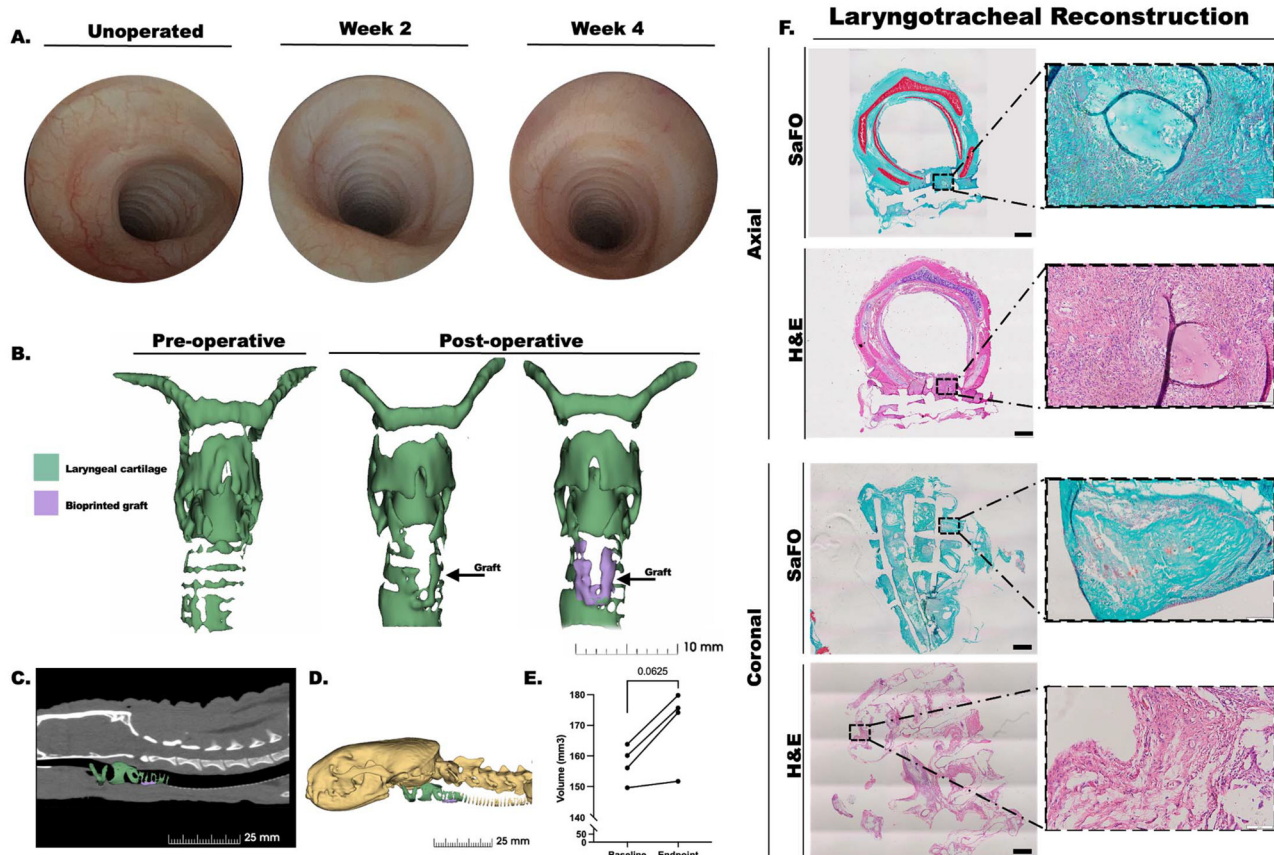 A.
Unoperated
Week 2
Week 4
B.
Pre-operative
Post-operative
Laryngeal cartilage
Bioprinted graft
Graft
Graft
10 mm
C.
25 mm
D.
25 mm
E.
0.0625
Volume (mm3)
180
170
160
150
140
50
0
Baseline
Endpoint
F.
Laryngotracheal Reconstruction
Axial
SaFO
H&E
Coronal
SaFO
H&E